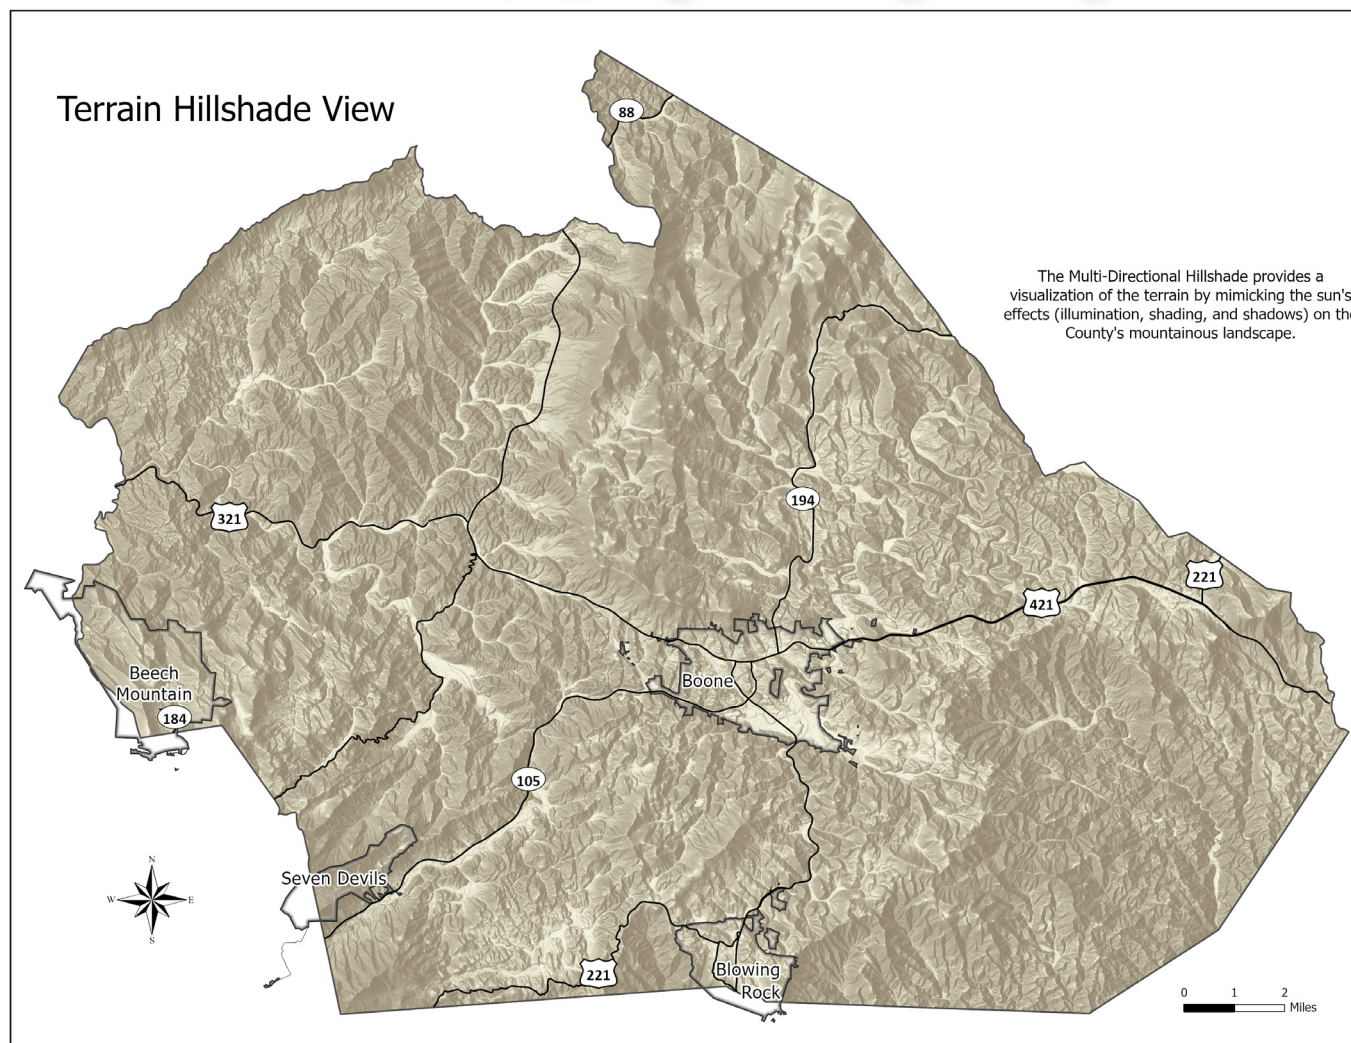 Terrain Hillshade View
88
The Multi-Directional Hillshade provides a
visualization of the terrain by mimicking the sun's
effects (illumination, shading, and shadows) on the
County's mountainous landscape.
194
321
221
421
Beech
Mountain
Boone
184
105
Seven Devils
N
W E
S
221
Blowing
Rock
0 1 2
Miles